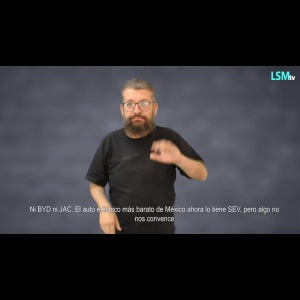 LSMtv
Ni BYD ni JAC. El auto eléctrico más barato de México ahora lo tiene SEV, pero algo no
nos convence